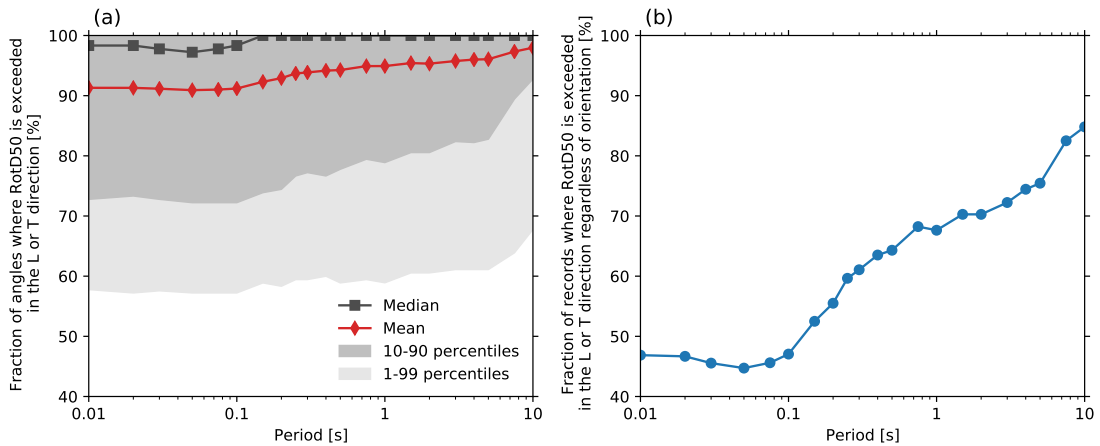 (a)
Fraction of angles where RotD50 is exceeded
in the L or T direction [%]
100
90
80
70
60
50
40
0.01
0.1
1
10
Period [s]
Median
Mean
10-90 percentiles
1-99 percentiles
(b)
Fraction of records where RotD50 is exceeded
in the L or T direction regardless of orientation [%]
100
90
80
70
60
50
40
0.01
0.1
1
10
Period [s]